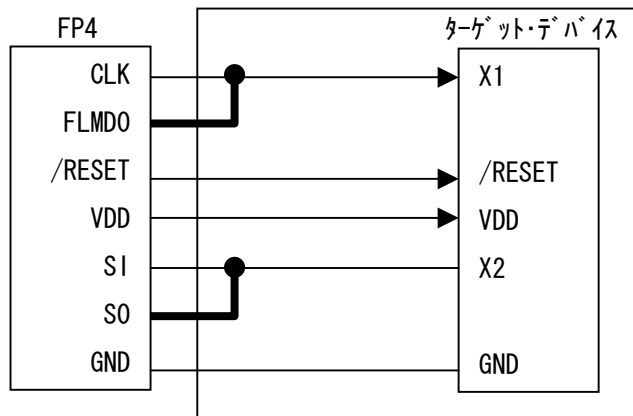 FP4
ﾀｰｹﾞｯﾄ･ﾃﾞﾊﾞｲｽ
CLK
X1
FLMD0
/RESET
/RESET
VDD
VDD
SI
X2
SO
GND
GND